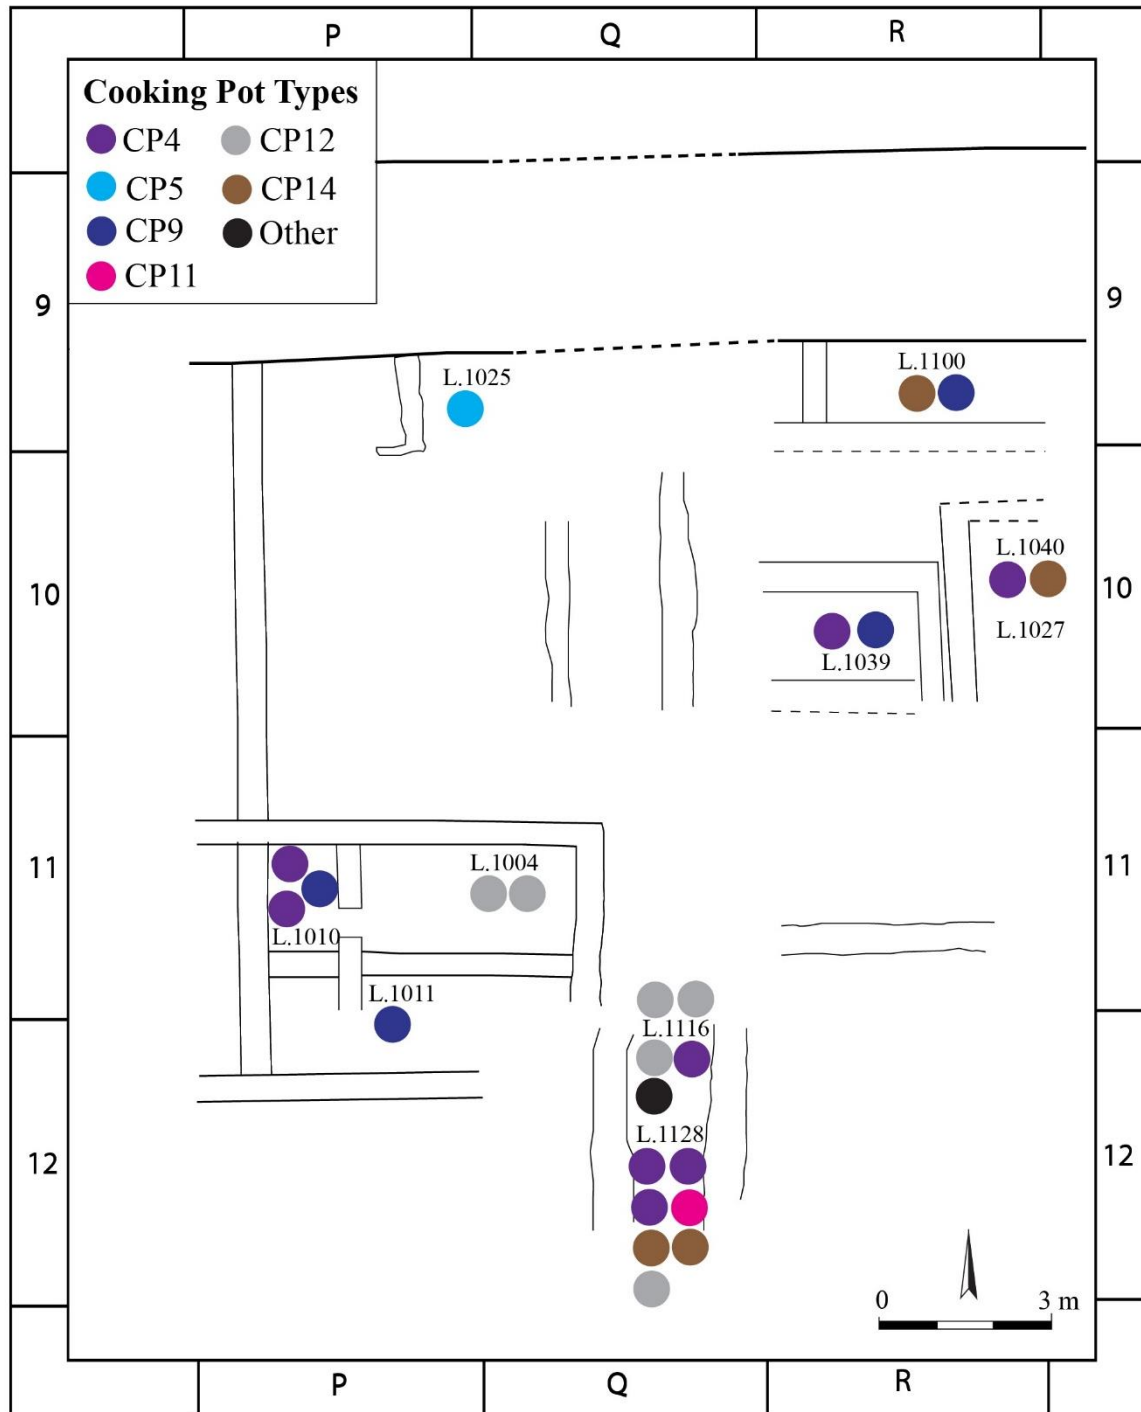 P Q R
Cooking Pot Types
CP4 CP12
CP5 CP14
CP9 Other
CP11
9 9
L.1025 L.1100
L.1040
10 10
L.1027
L.1039
11 11
L.1004
L.1010
L.1011
L.1116
L.1128
12 12
0 3 m
P Q R